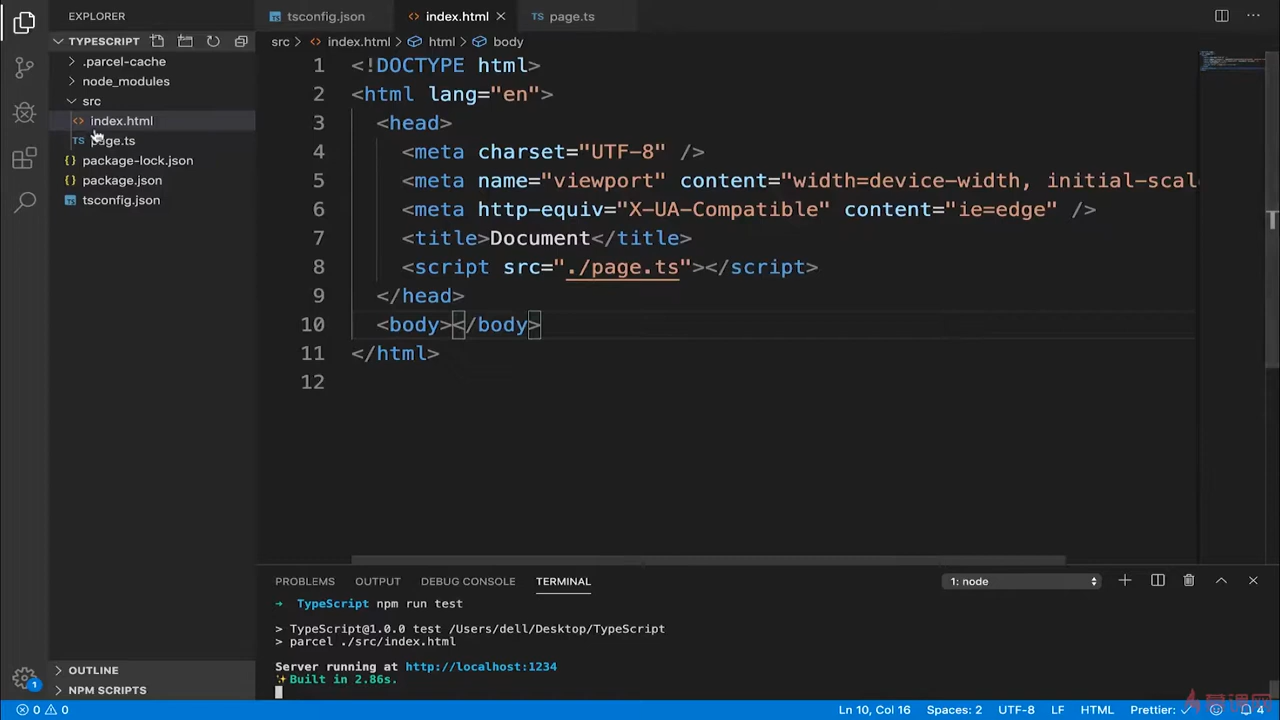 EXPLORER
TYPESCRIPT
.parcel-cache
node_modules
src
index.html
page.ts
package-lock.json
package.json
tsconfig.json
OUTLINE
NPM SCRIPTS
tsconfig.json index.html page.ts
src index.html html body
1 <!DOCTYPE html>
2 <html lang="en">
3 <head>
4 <meta charset="UTF-8" />
5 <meta name="viewport" content="width=device-width, initial-scal
6 <meta http-equiv="X-UA-Compatible" content="ie=edge" />
7 <title>Document</title>
8 <script src="./page.ts"></script>
9 </head>
10 <body></body>
11 </html>
12
PROBLEMS OUTPUT DEBUG CONSOLE TERMINAL 1: node
→ TypeScript npm run test
> TypeScript@1.0.0 test /Users/dell/Desktop/TypeScript
> parcel ./src/index.html
Server running at http://localhost:1234
✨Built in 2.86s.
1
0 0 Ln 10, Col 16 Spaces: 2 UTF-8 LF HTML Prettier: ✓ 4
慕课网